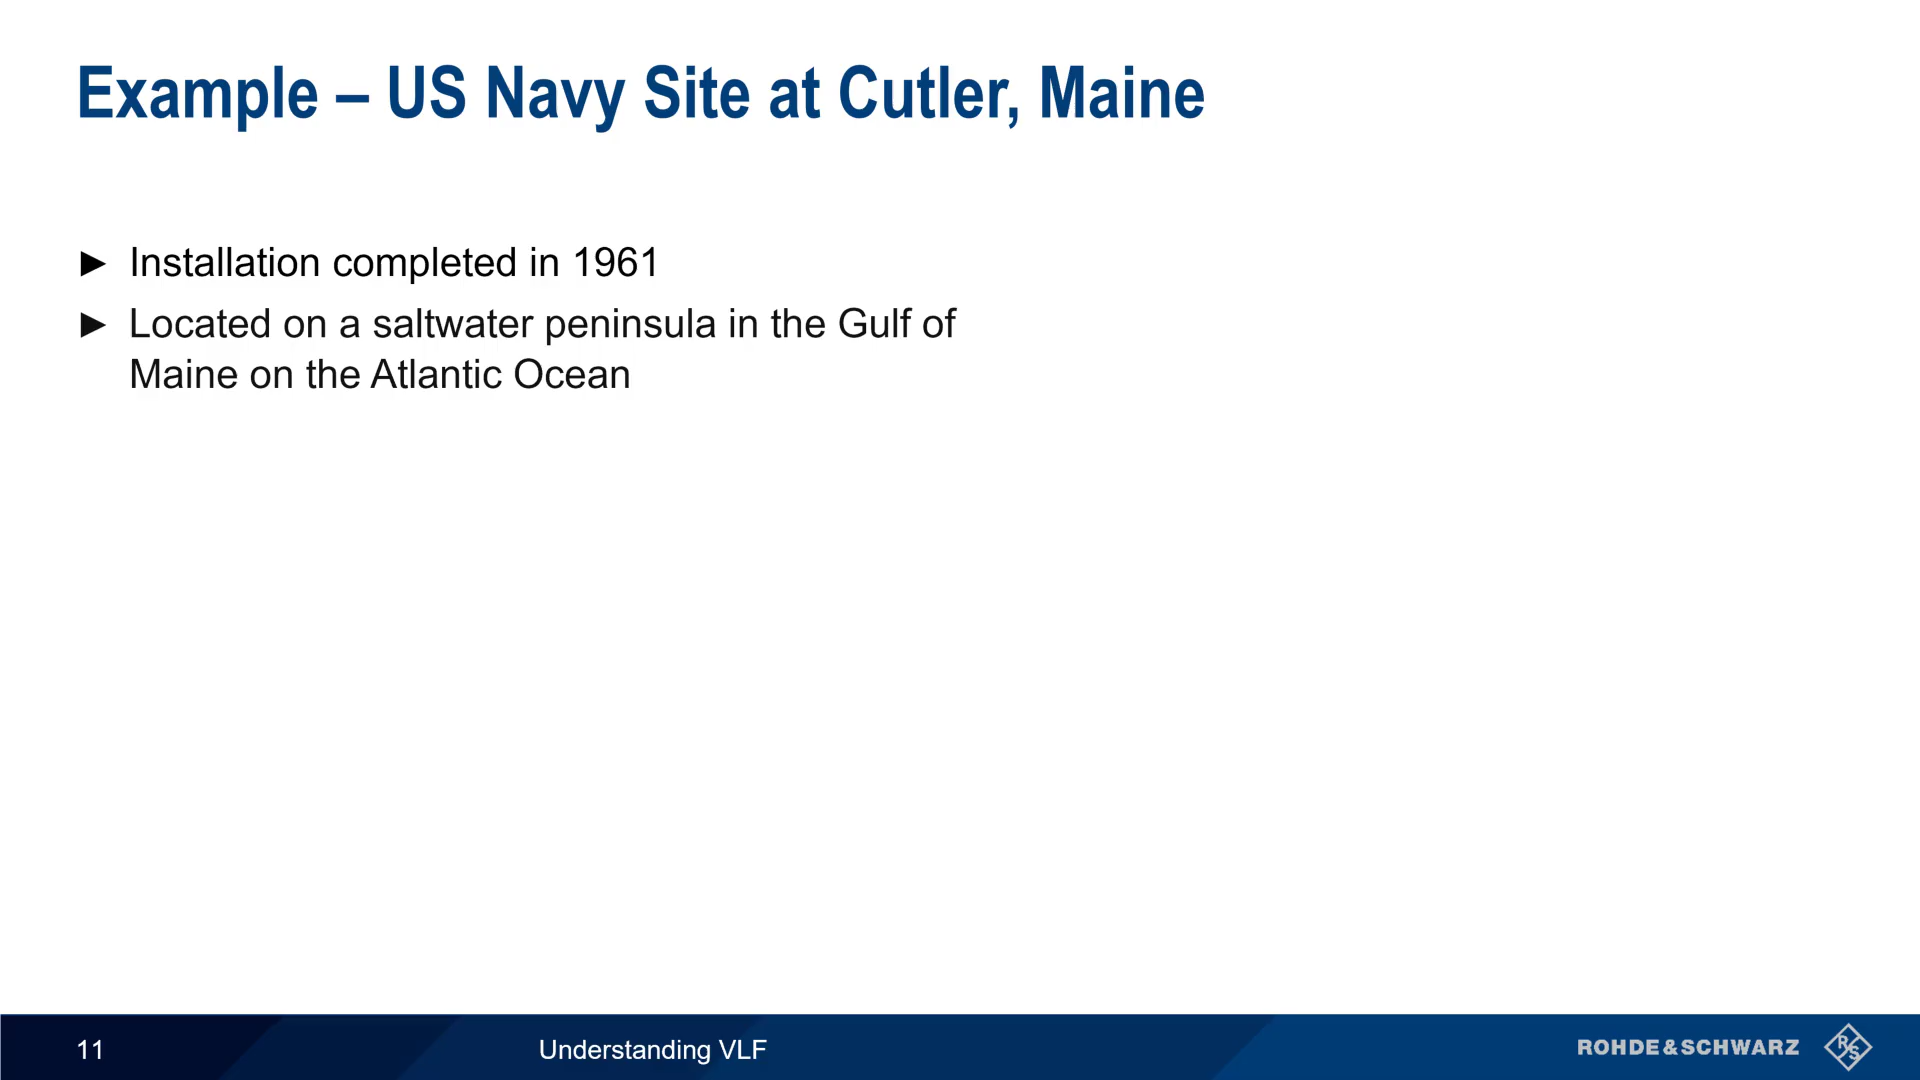 Example – US Navy Site at Cutler, Maine
► Installation completed in 1961
► Located on a saltwater peninsula in the Gulf of
Maine on the Atlantic Ocean
11
Understanding VLF
ROHDE&SCHWARZ
R&S